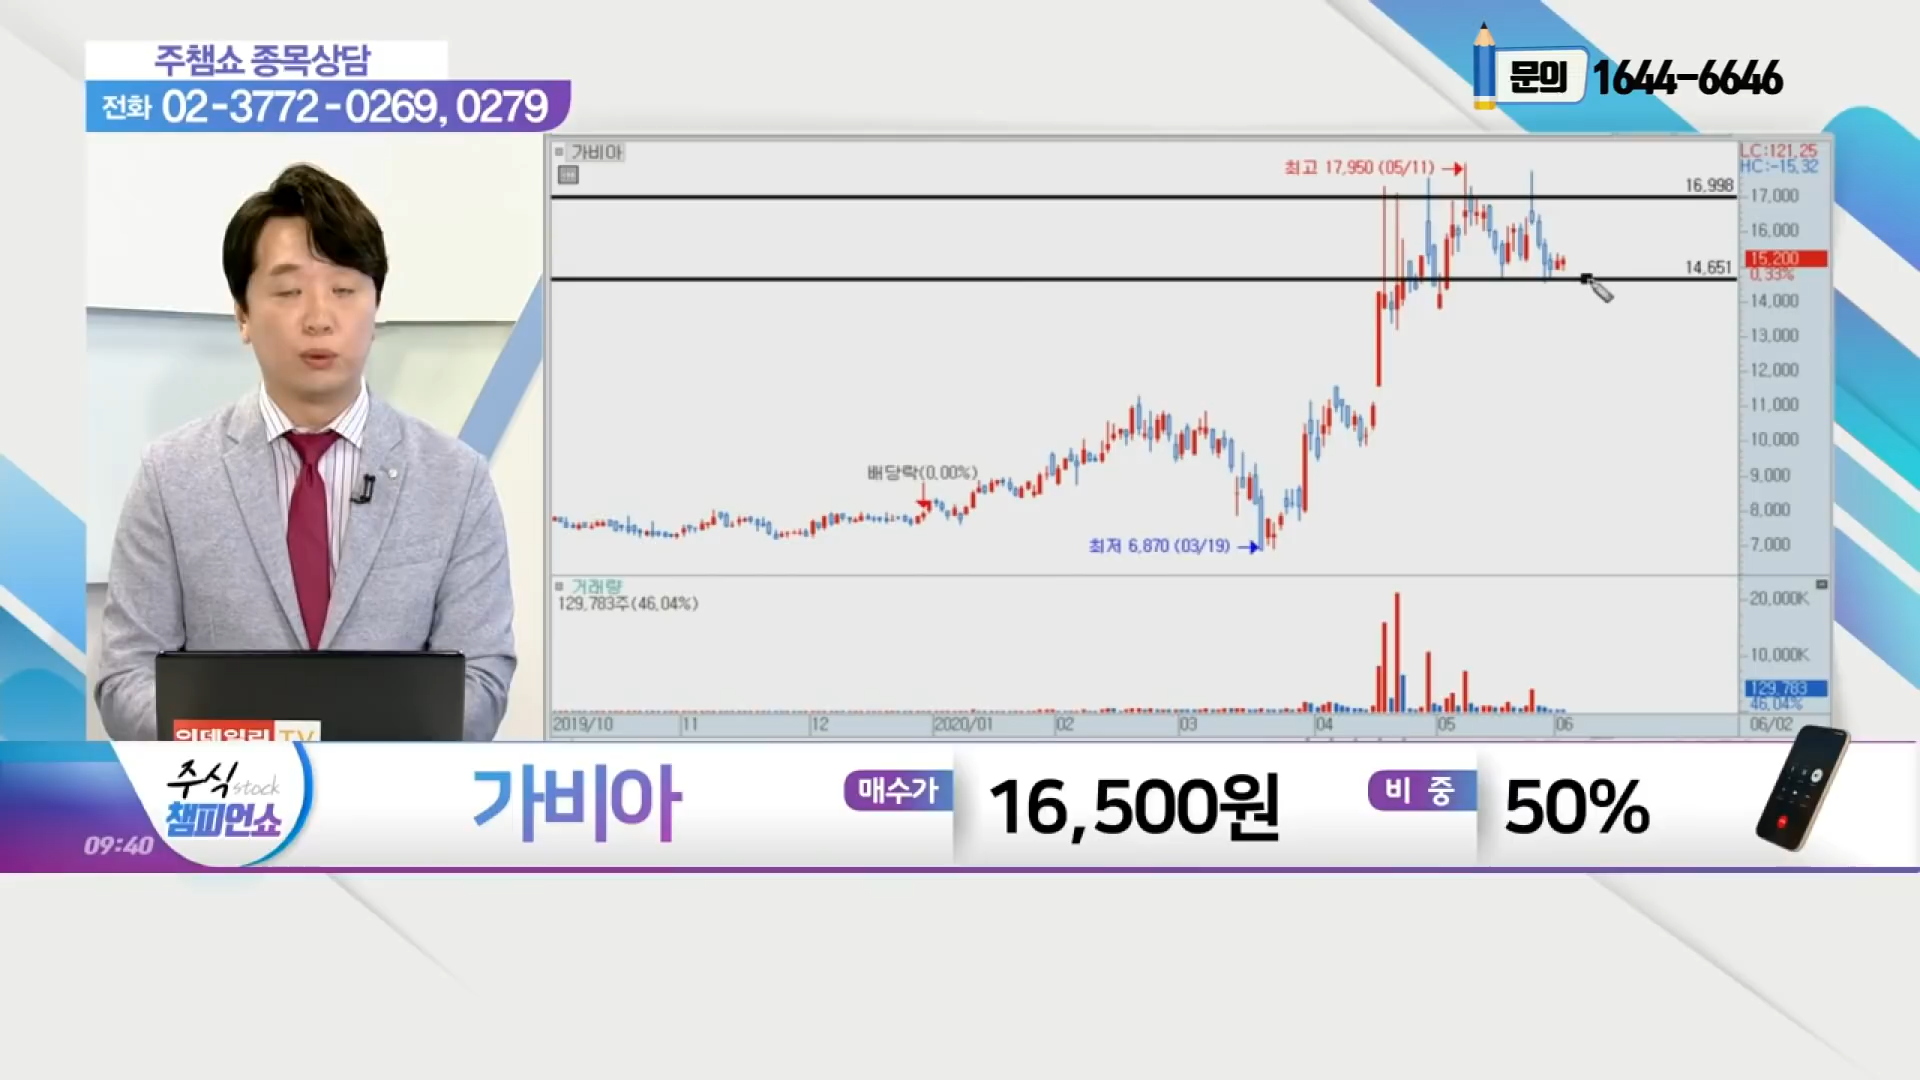 주챔쇼 종목상담
전화 02-3772-0269, 0279
문의 1644-6646
가비아
최고 17,950 (05/11)
LC:121.25
HC:-15.32
16,998
17,000
16,000
15,200
0.33%
14,651
14,000
13,000
12,000
11,000
10,000
9,000
8,000
7,000
배당락(0.00%)
최저 6,870 (03/19)
거래량
129,783주(46.04%)
20,000K
10,000K
129,783
46.04%
2019/10
11
12
2020/01
02
03
04
05
06
06/02
이데일리 TV
주식 stock
챔피언쇼
09:40
가비아
매수가
16,500원
비 중
50%